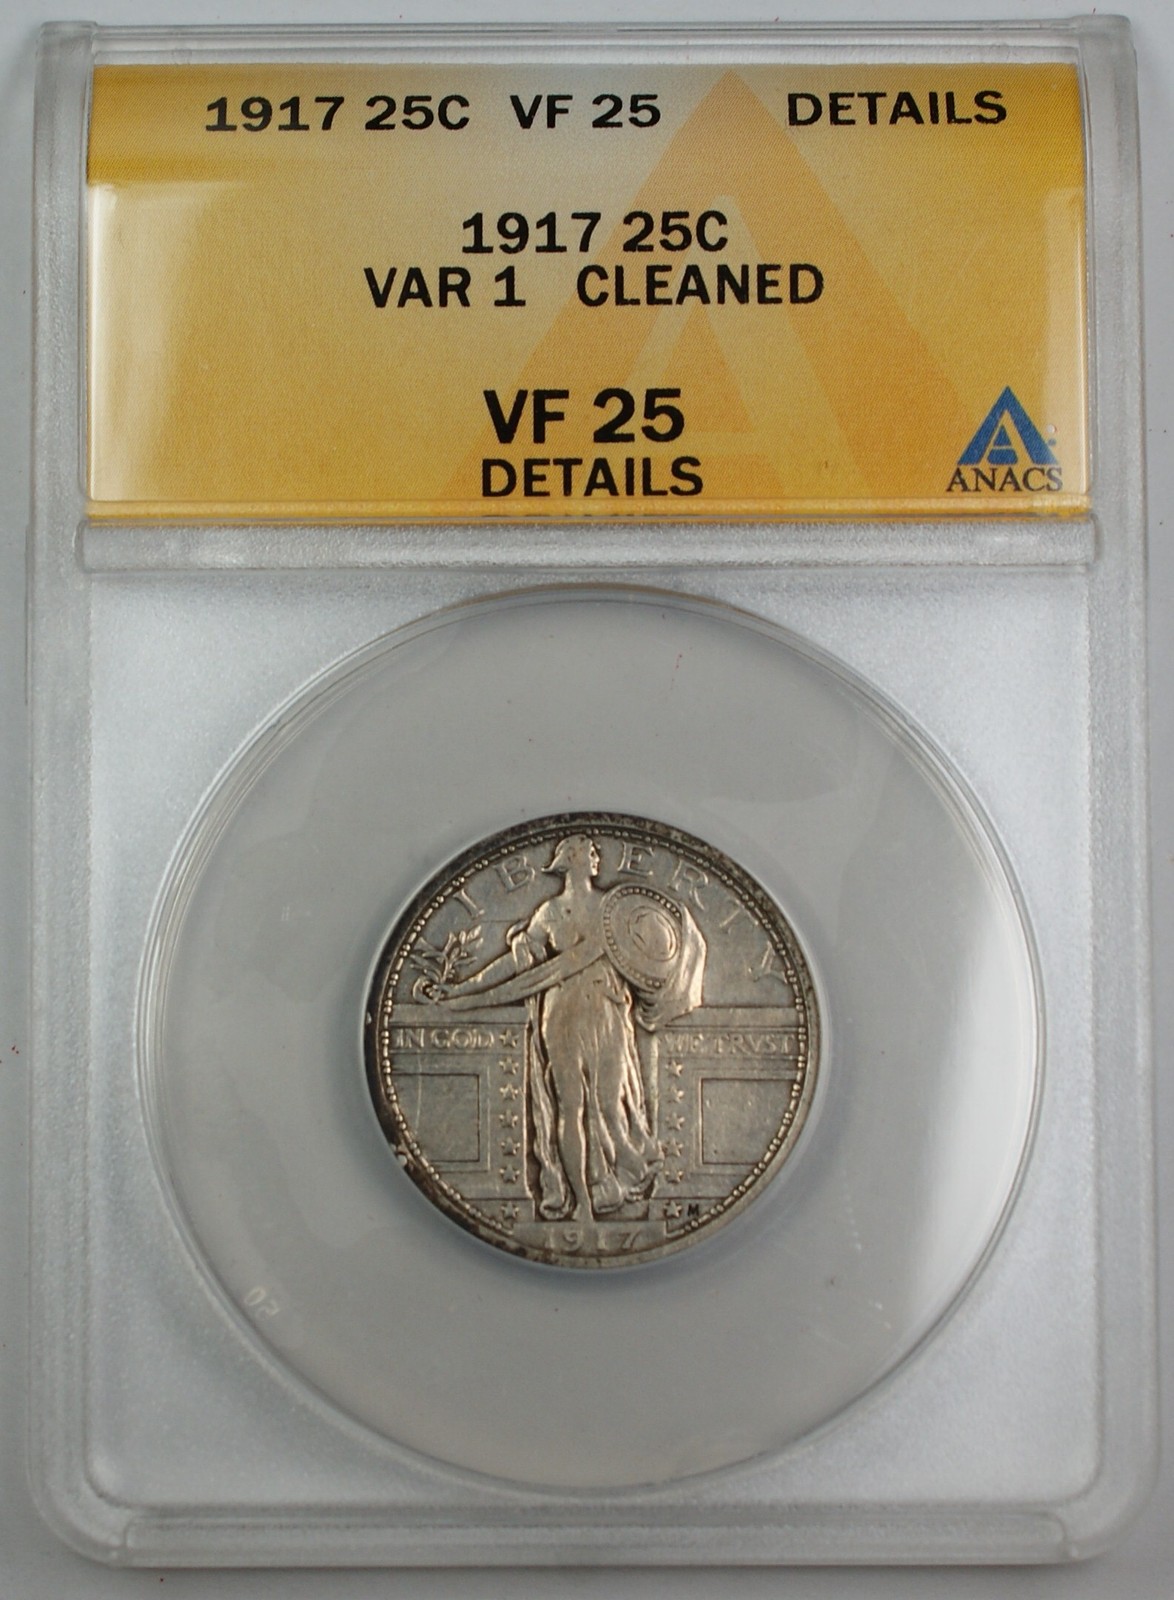 1917 25C VF 25 DETAILS
1917 25C
VAR 1 CLEANED
VF 25
DETAILS
ANACS
LIBERTY
IN GOD WE TRVST
M
1917